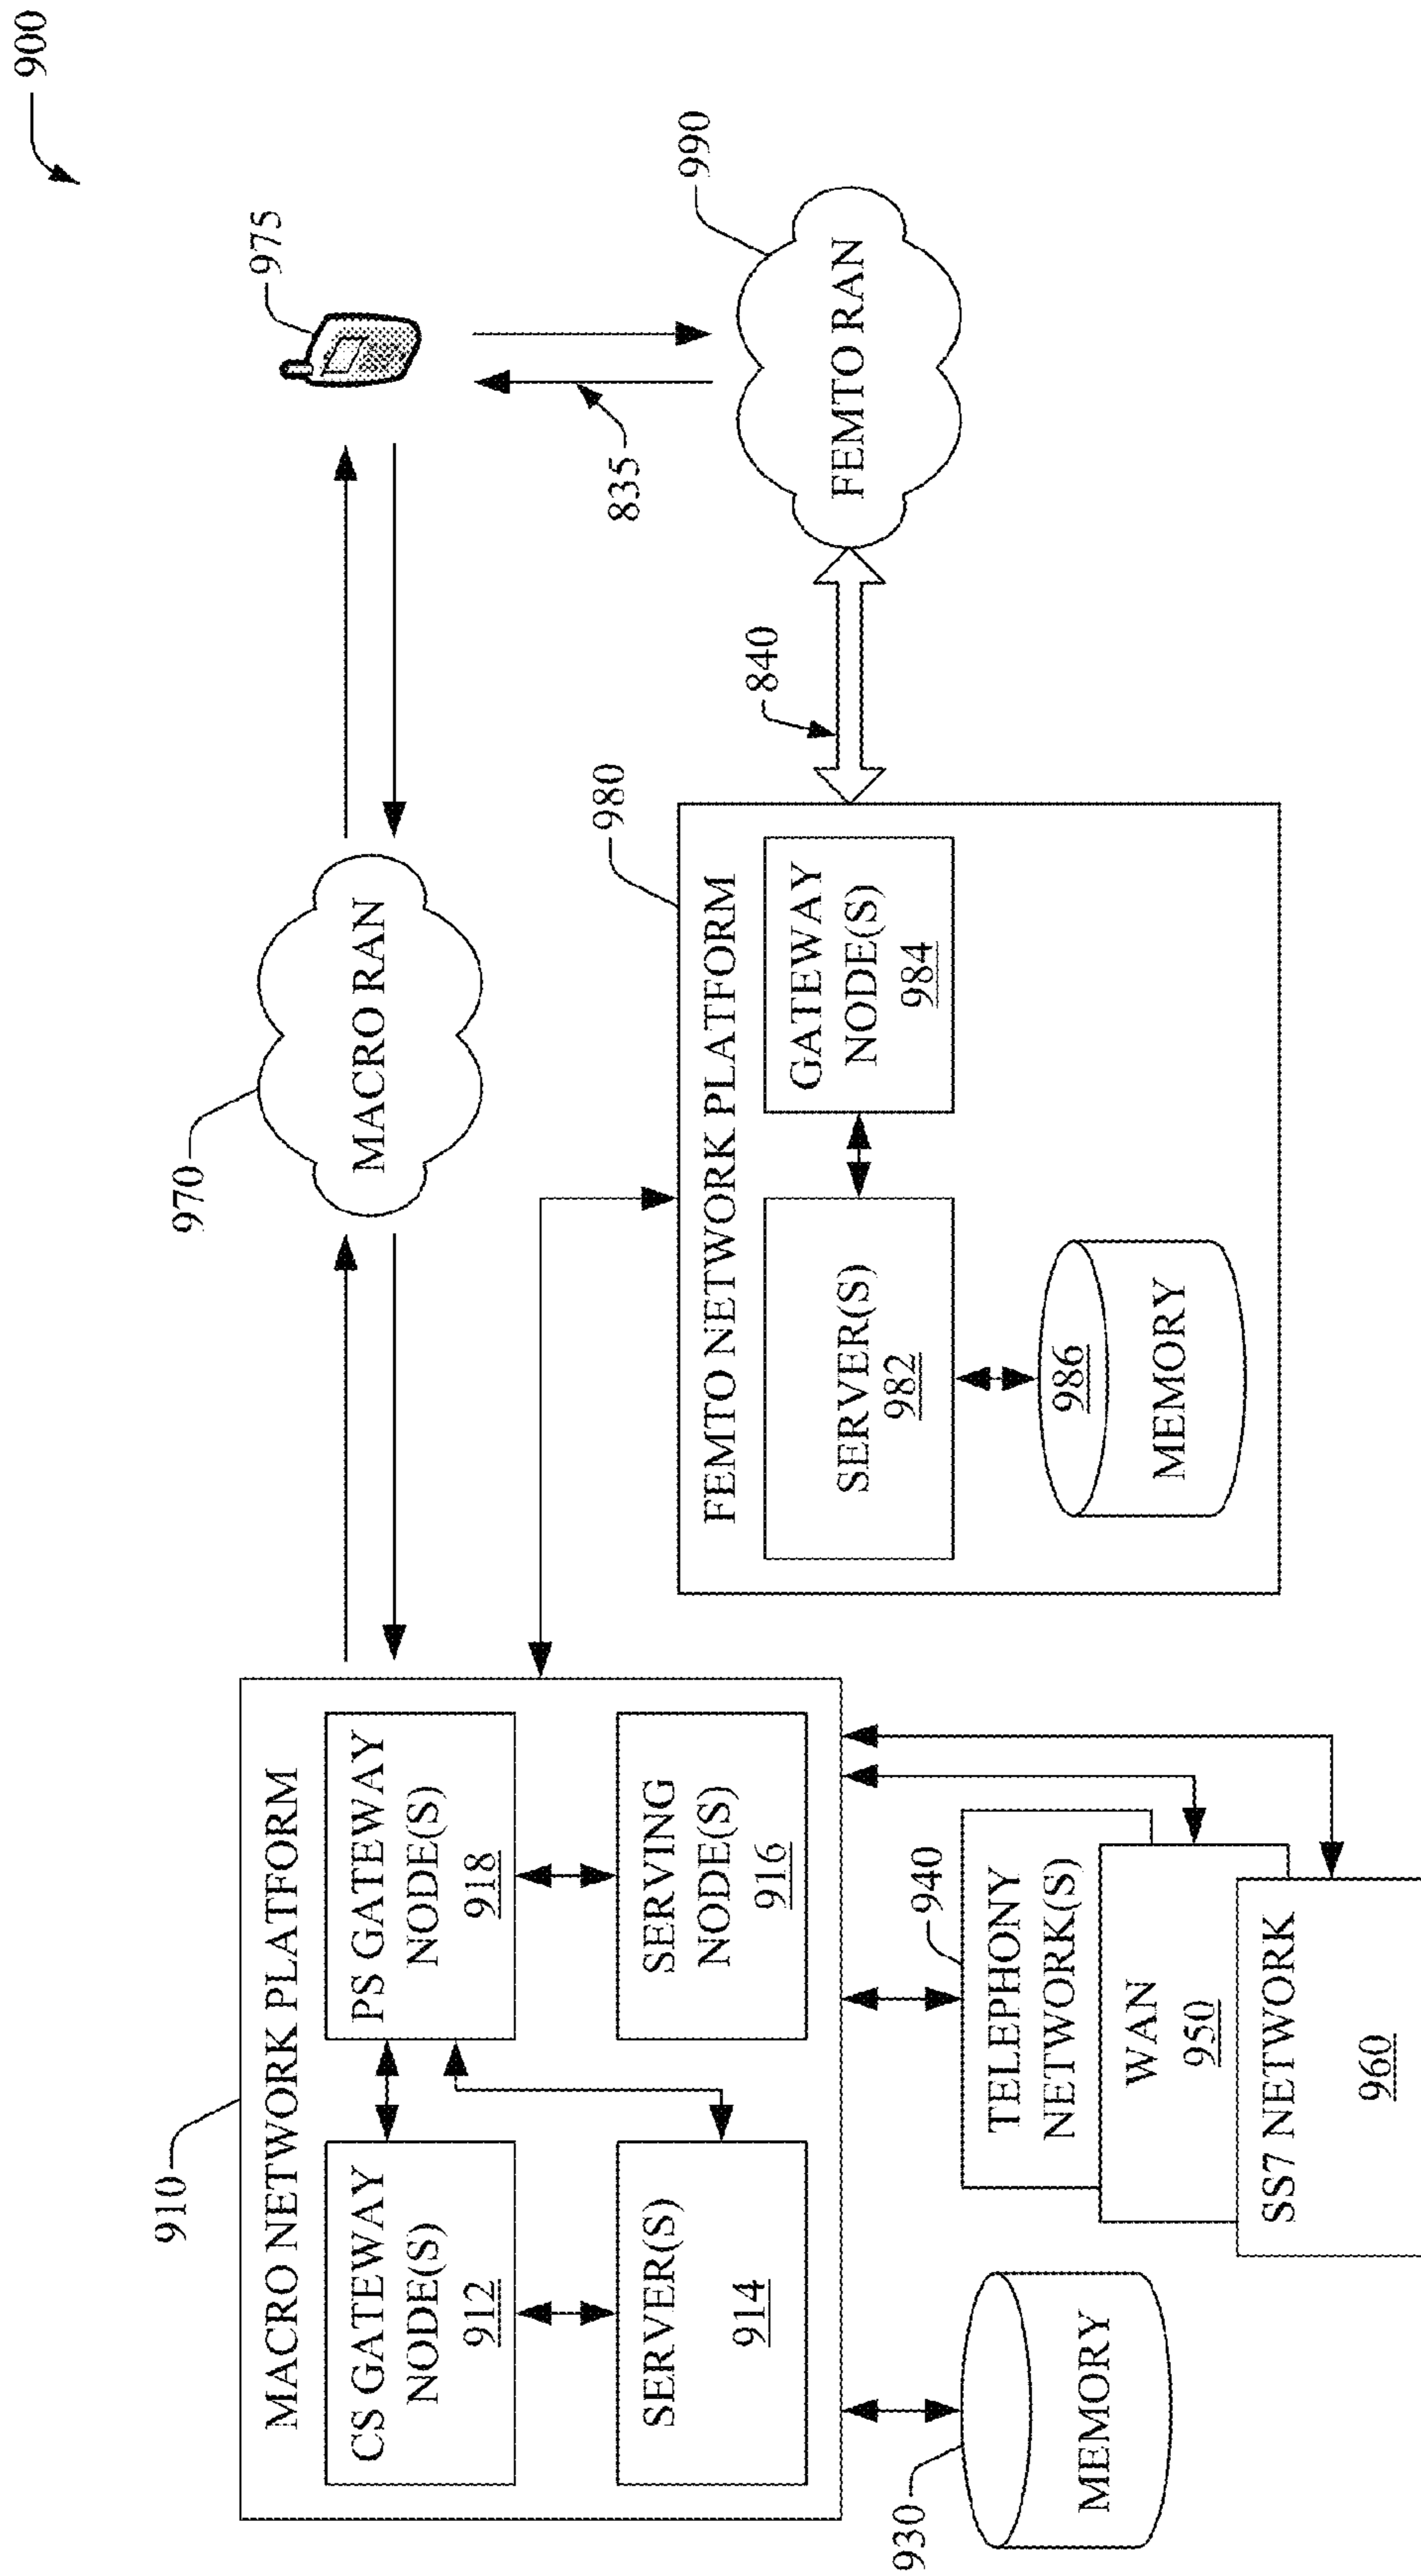 900
910
MACRO NETWORK PLATFORM
CS GATEWAY
NODE(S)
912
PS GATEWAY
NODE(S)
918
SERVER(S)
914
SERVING
NODE(S)
916
930
MEMORY
940
TELEPHONY
NETWORK(S)
WAN
950
SS7 NETWORK
960
970
MACRO RAN
975
835
980
FEMTO NETWORK PLATFORM
SERVER(S)
982
GATEWAY
NODE(S)
984
986
MEMORY
840
990
FEMTO RAN